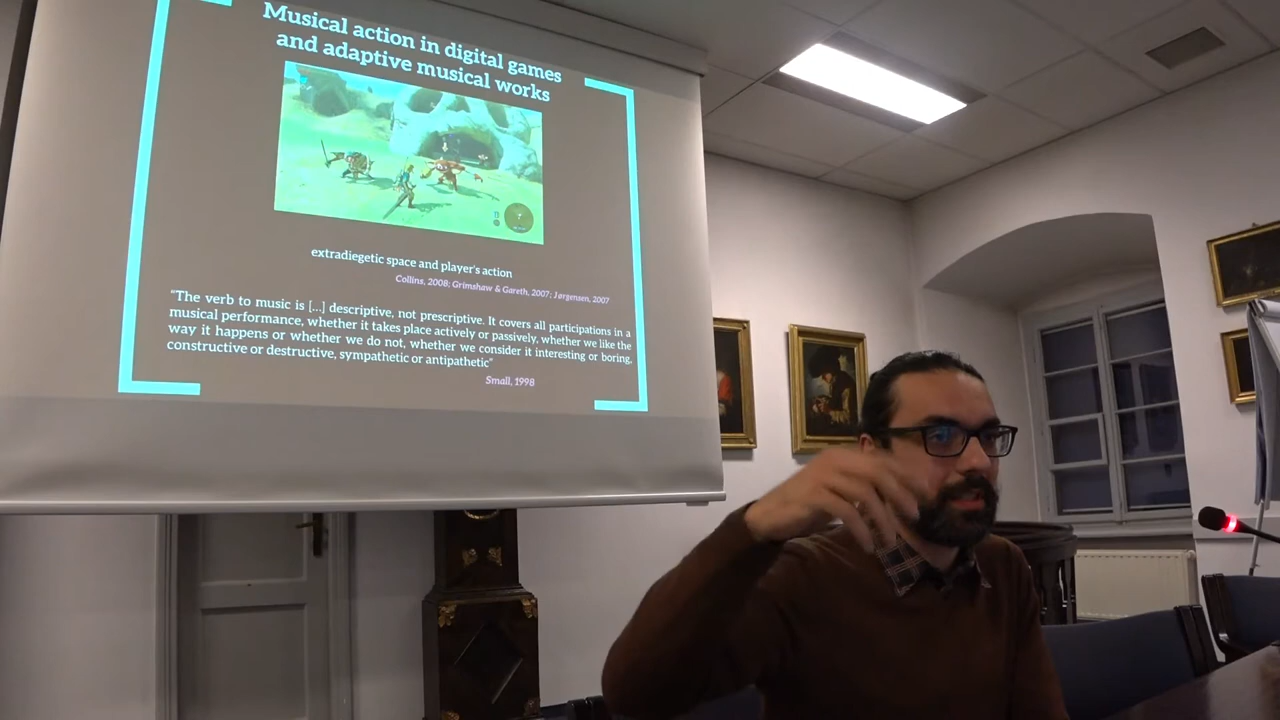 Musical action in digital games
and adaptive musical works
extradiegetic space and player's action
Collins, 2008; Grimshaw & Gareth, 2007; Jørgensen, 2007
“The verb to music is [...] descriptive, not prescriptive. It covers all participations in a
musical performance, whether it takes place actively or passively, whether we like the
way it happens or whether we do not, whether we consider it interesting or boring,
constructive or destructive, sympathetic or antipathetic”
Small, 1998